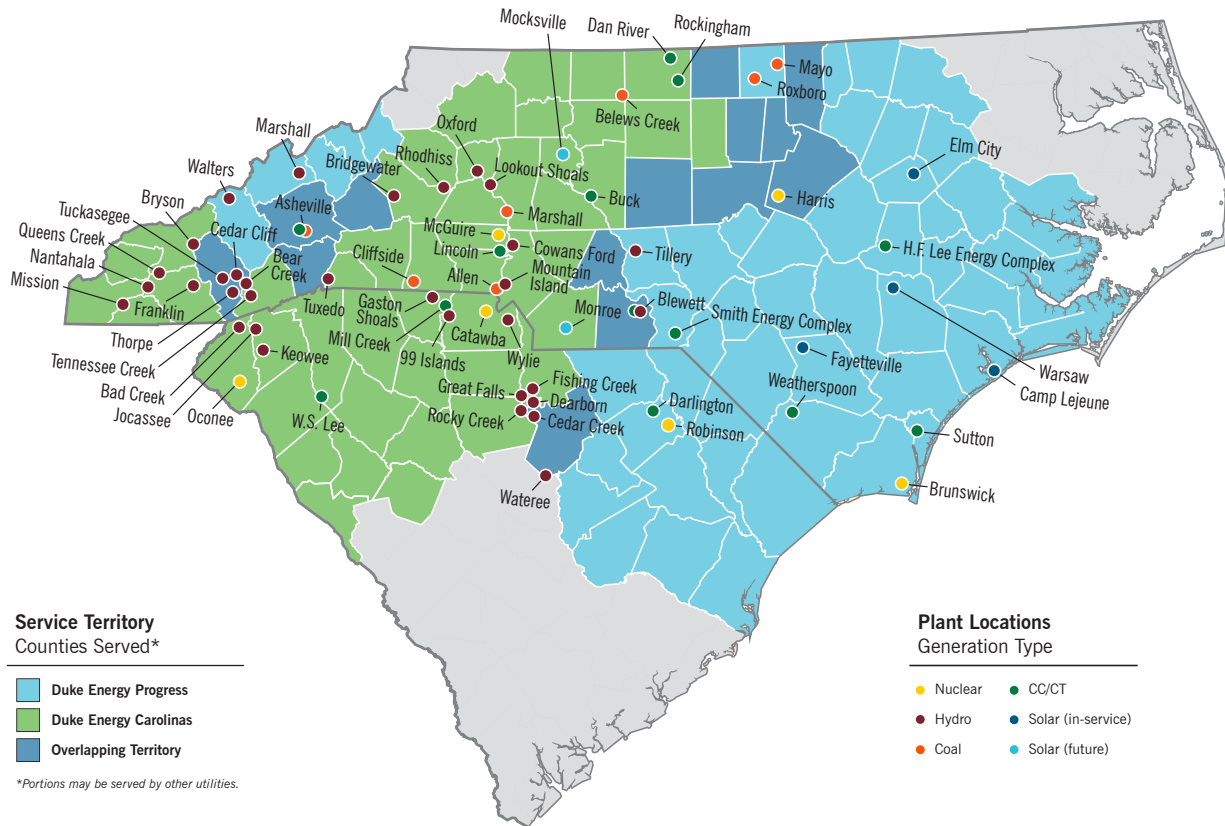 Mocksville
Dan River
Rockingham
Mayo
Roxboro
Belews Creek
Oxford
Marshall
Rhodhiss
Lookout Shoals
Bridgewater
Walters
Elm City
Bryson
Asheville
Buck
Harris
Tuckasegee
Cedar Cliff
Marshall
McGuire
Queens Creek
Lincoln
Cowans
Ford
Tillery
H.F. Lee Energy Complex
Nantahala
Bear
Creek
Cliffside
Allen
Mountain
Island
Mission
Franklin
Tuxedo
Gaston
Shoals
Monroe
Blewett
Smith Energy Complex
Thorpe
Mill Creek
Catawba
Tennessee Creek
Keowee
99 Islands
Wylie
Fayetteville
Warsaw
Bad Creek
Fishing Creek
Weatherspoon
Camp Lejeune
Jocassee
Oconee
Great Falls
Dearborn
Darlington
W.S. Lee
Rocky Creek
Cedar Creek
Robinson
Sutton
Wateree
Brunswick
Service Territory
Counties Served*
Duke Energy Progress
Duke Energy Carolinas
Overlapping Territory
*Portions may be served by other utilities.
Plant Locations
Generation Type
Nuclear
CC/CT
Hydro
Solar (in-service)
Coal
Solar (future)